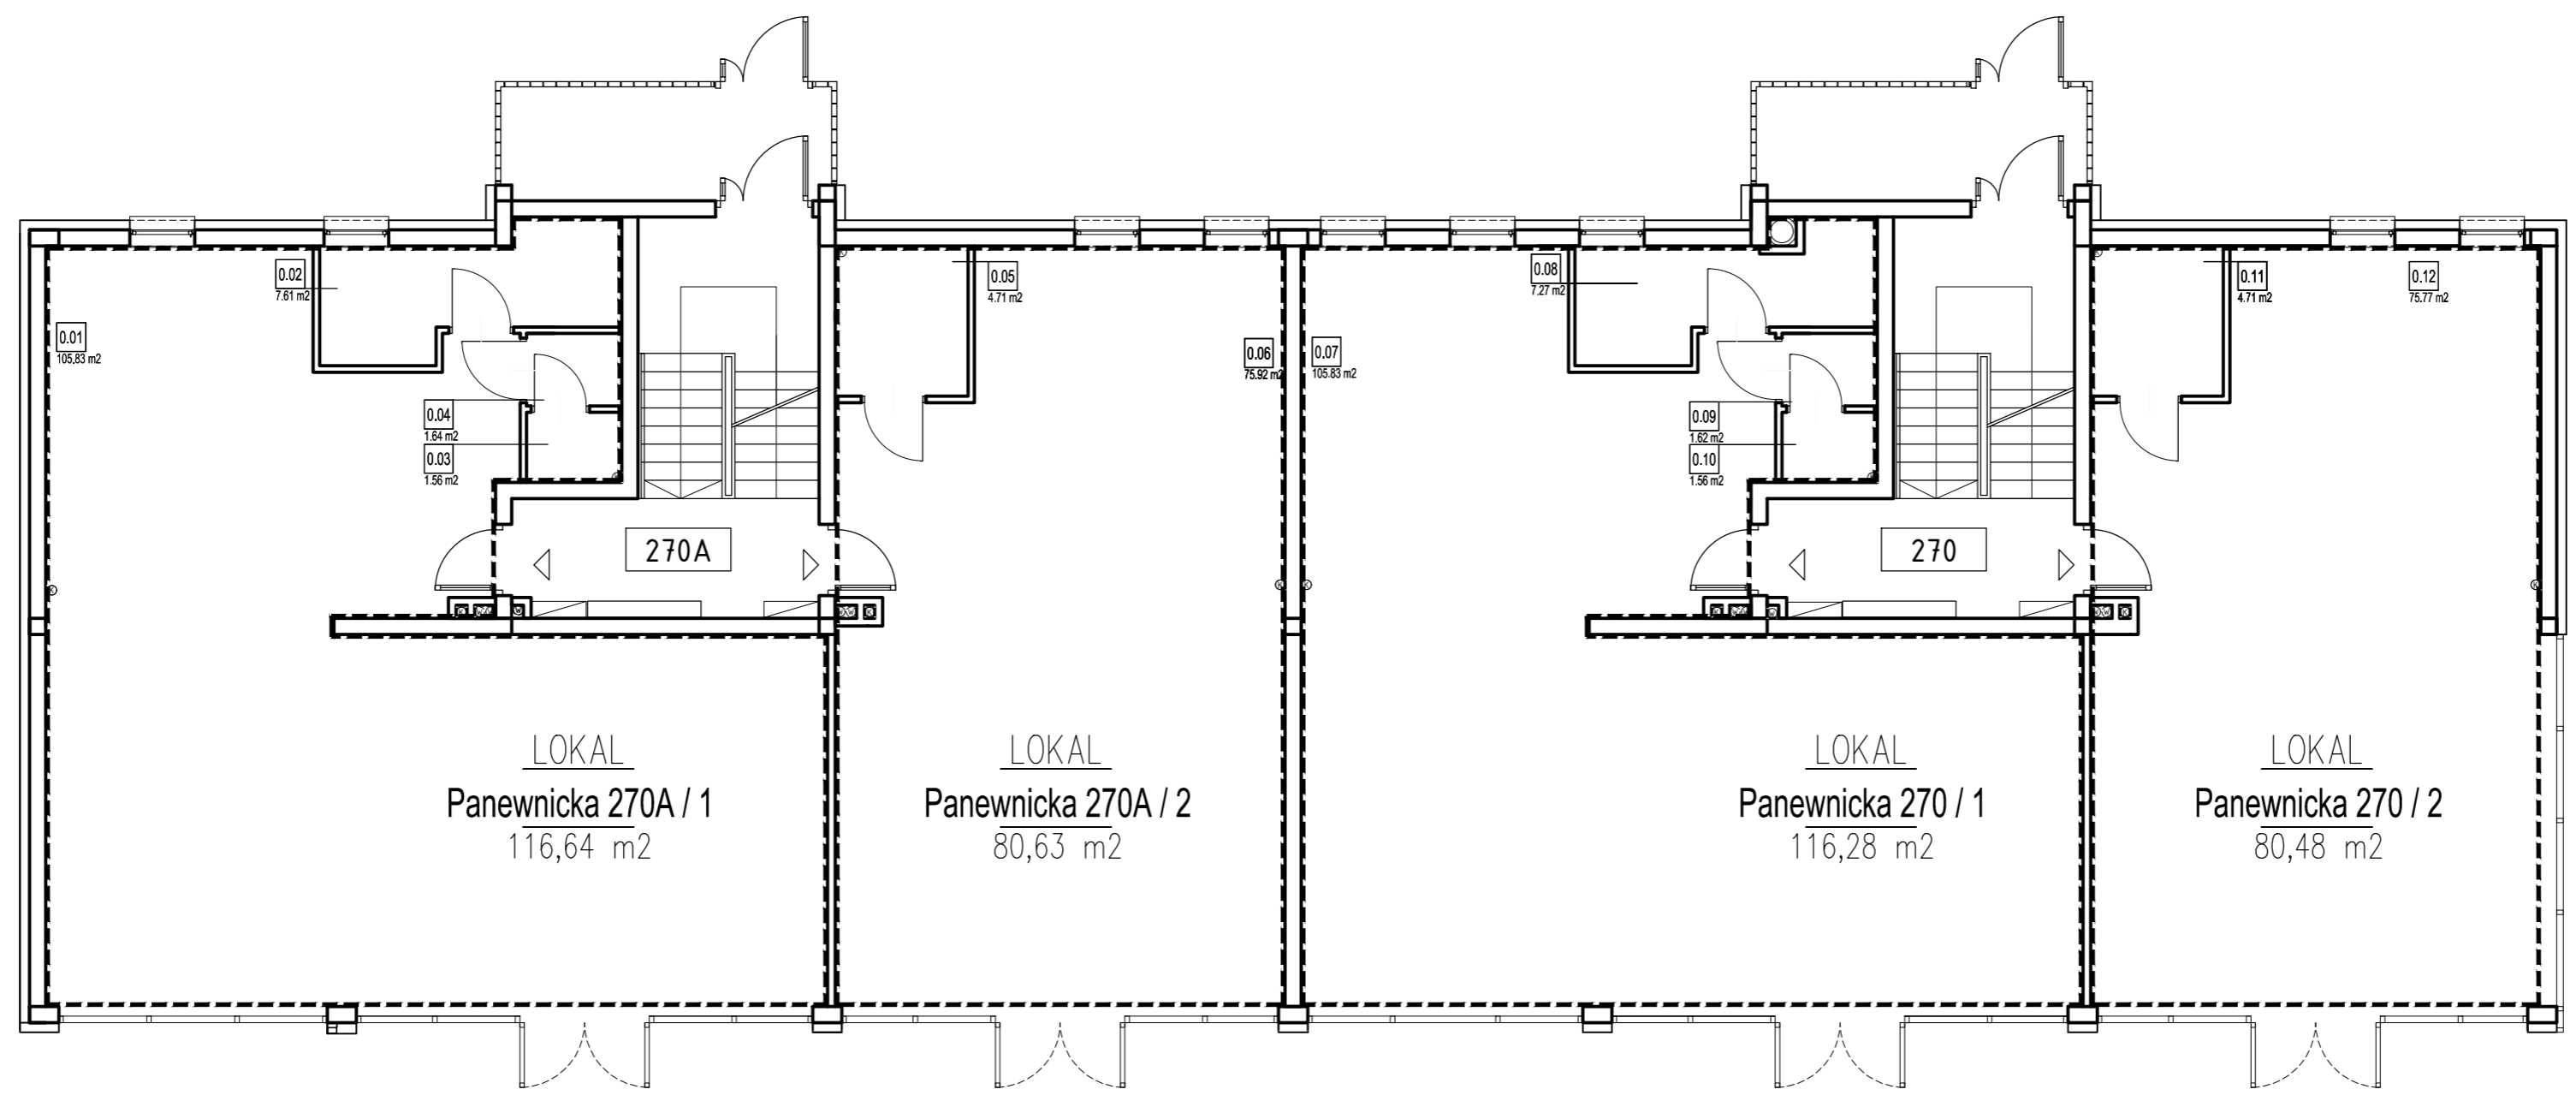 0.01
105,83 m2
0.02
7.61 m2
0.04
1.64 m2
0.03
1.56 m2
270A
0.05
4.71 m2
0.06
75.92 m2
0.07
105.83 m2
0.08
7.27 m2
0.09
1.62 m2
0.10
1.56 m2
270
0.11
4.71 m2
0.12
75.77 m2
LOKAL
Panewnicka 270A / 1
116,64 m2
LOKAL
Panewnicka 270A / 2
80,63 m2
LOKAL
Panewnicka 270 / 1
116,28 m2
LOKAL
Panewnicka 270 / 2
80,48 m2